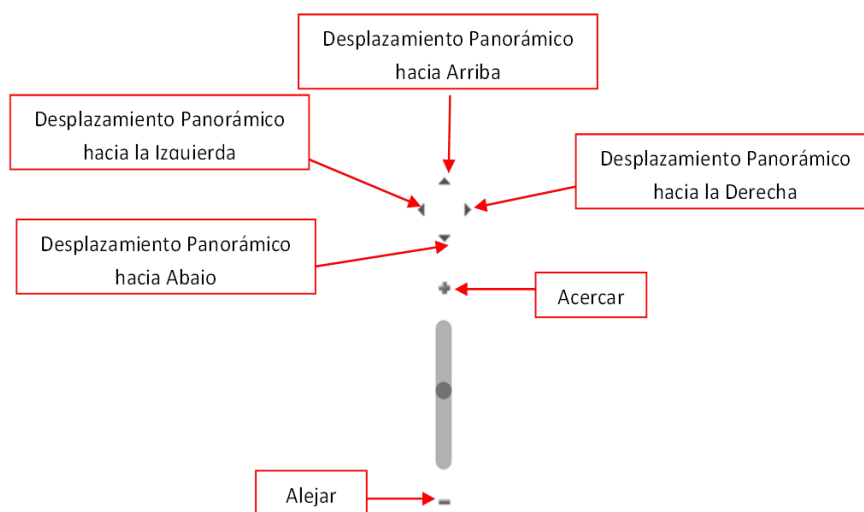 Desplazamiento Panorámico
hacia Arriba
Desplazamiento Panorámico
hacia la Izquierda
Desplazamiento Panorámico
hacia la Derecha
Desplazamiento Panorámico
hacia Abajo
Acercar
Alejar